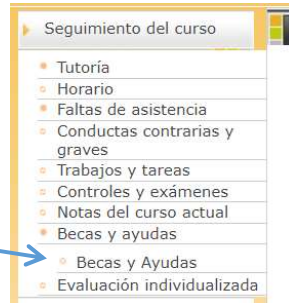 Seguimiento del curso
Tutoría
Horario
Faltas de asistencia
Conductas contrarias y
graves
Trabajos y tareas
Controles y exámenes
Notas del curso actual
Becas y ayudas
Becas y Ayudas
Evaluación individualizada